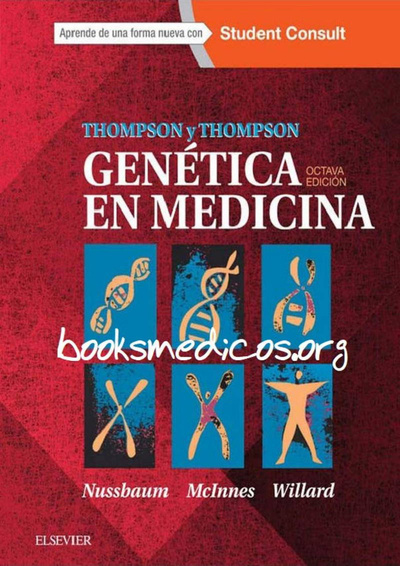 Aprende de una forma nueva con Student Consult
THOMPSON y THOMPSON
GENÉTICA OCTAVA
EDICIÓN
EN MEDICINA
booksmedicos.org
Nussbaum McInnes Willard
ELSEVIER